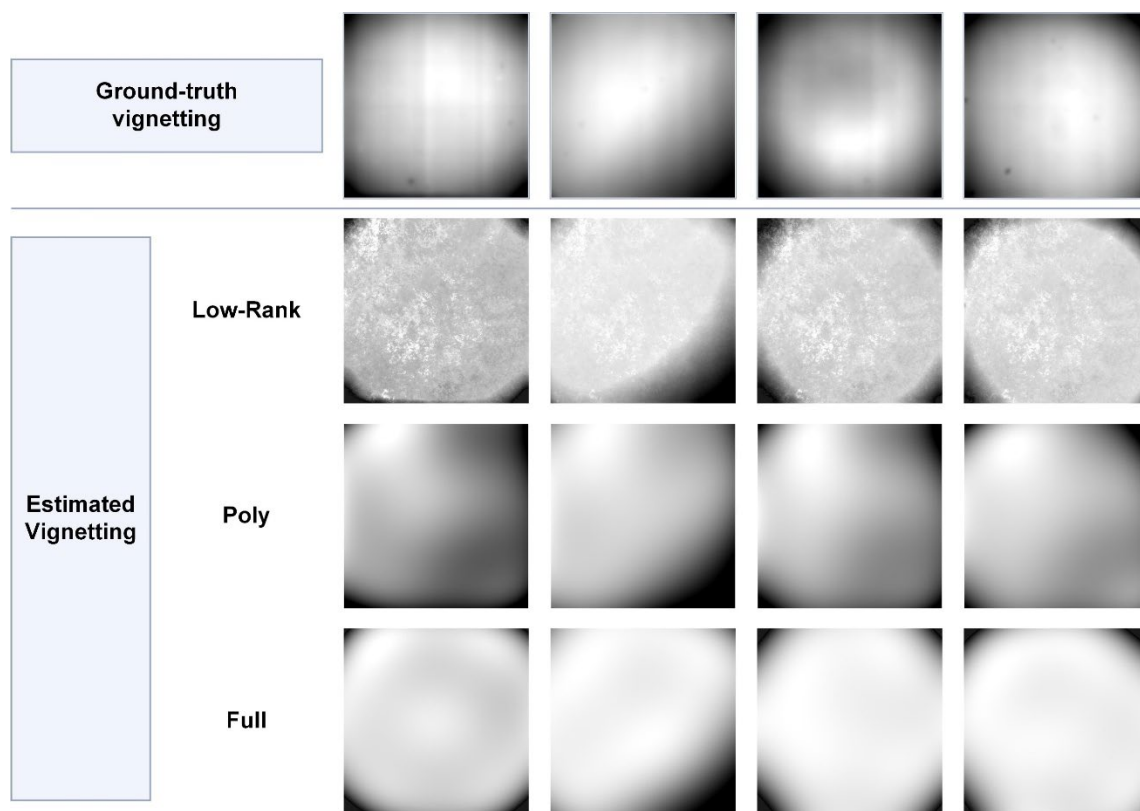 Ground-truth
vignetting
Low-Rank
Estimated
Vignetting
Poly
Full